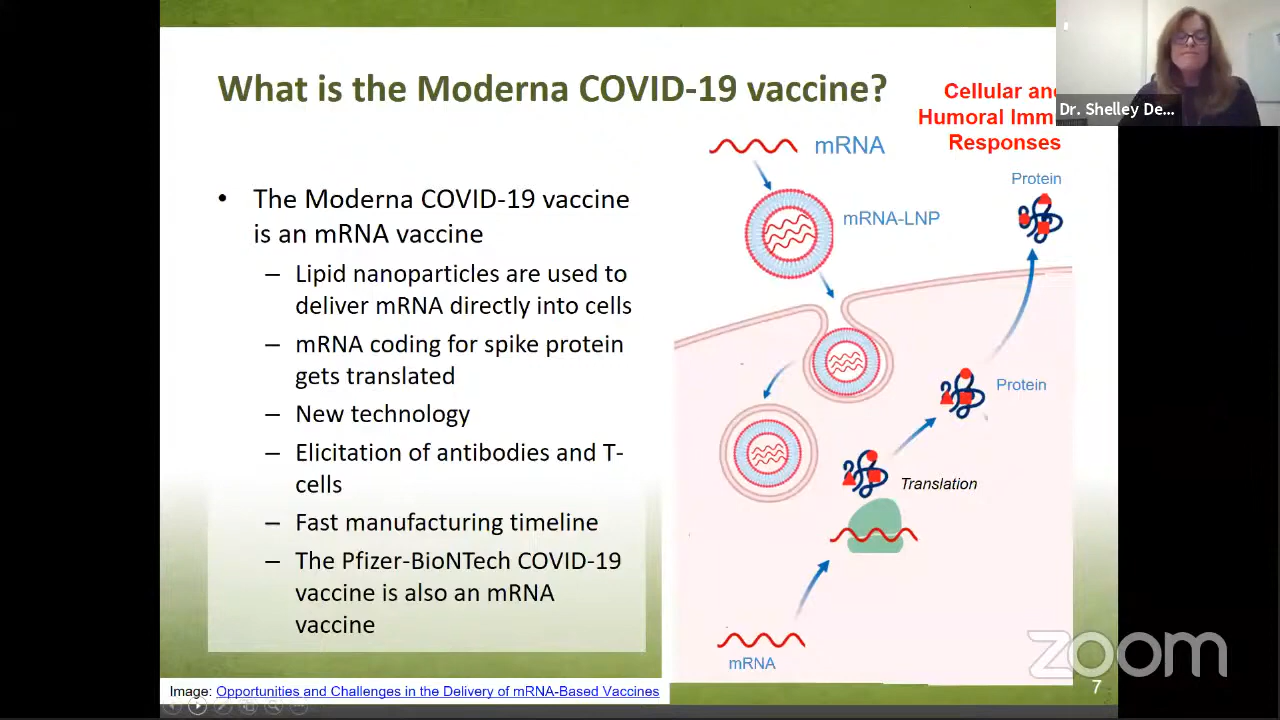 What is the Moderna COVID-19 vaccine?
• The Moderna COVID-19 vaccine
is an mRNA vaccine
– Lipid nanoparticles are used to
deliver mRNA directly into cells
– mRNA coding for spike protein
gets translated
– New technology
– Elicitation of antibodies and T-
cells
– Fast manufacturing timeline
– The Pfizer-BioNTech COVID-19
vaccine is also an mRNA
vaccine
Cellular and
Humoral Imm
Responses
mRNA
mRNA-LNP
Protein
Protein
Translation
mRNA
Image: Opportunities and Challenges in the Delivery of mRNA-Based Vaccines
7
Dr. Shelley De...
zoom